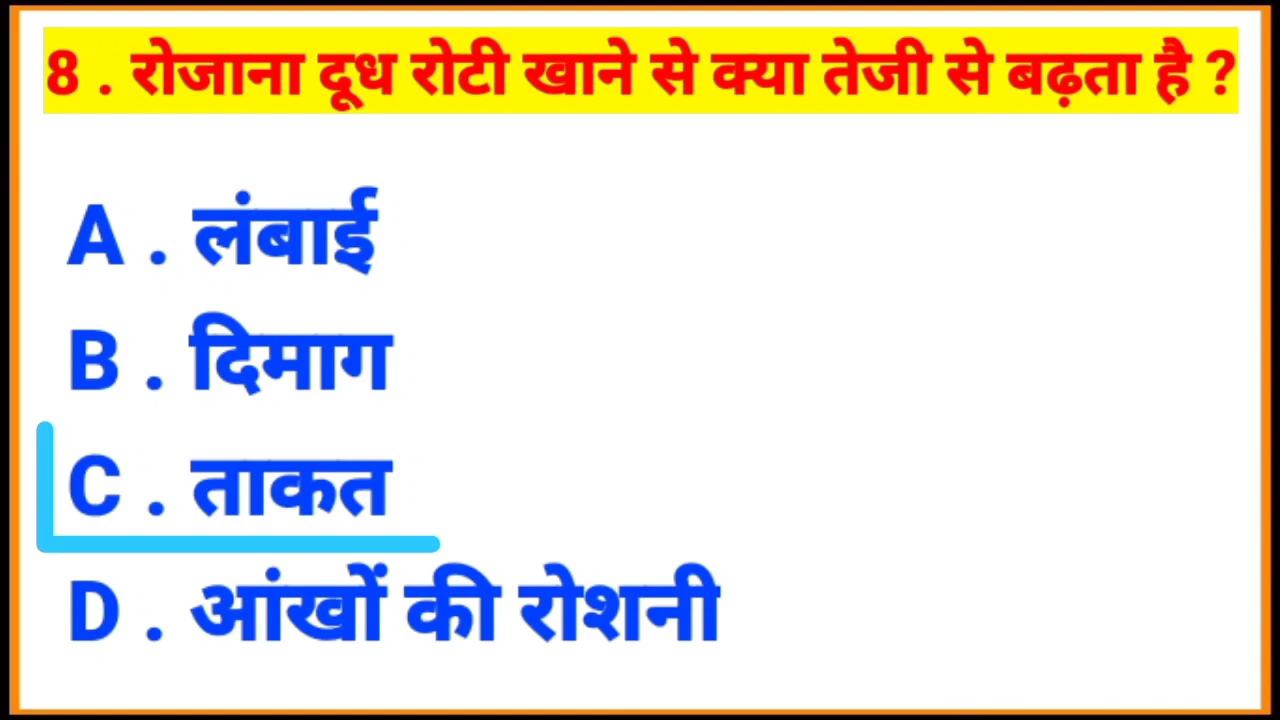 8 . रोजाना दूध रोटी खाने से क्या तेजी से बढ़ता है ?
A . लंबाई
B . दिमाग
C . ताकत
D . आंखों की रोशनी